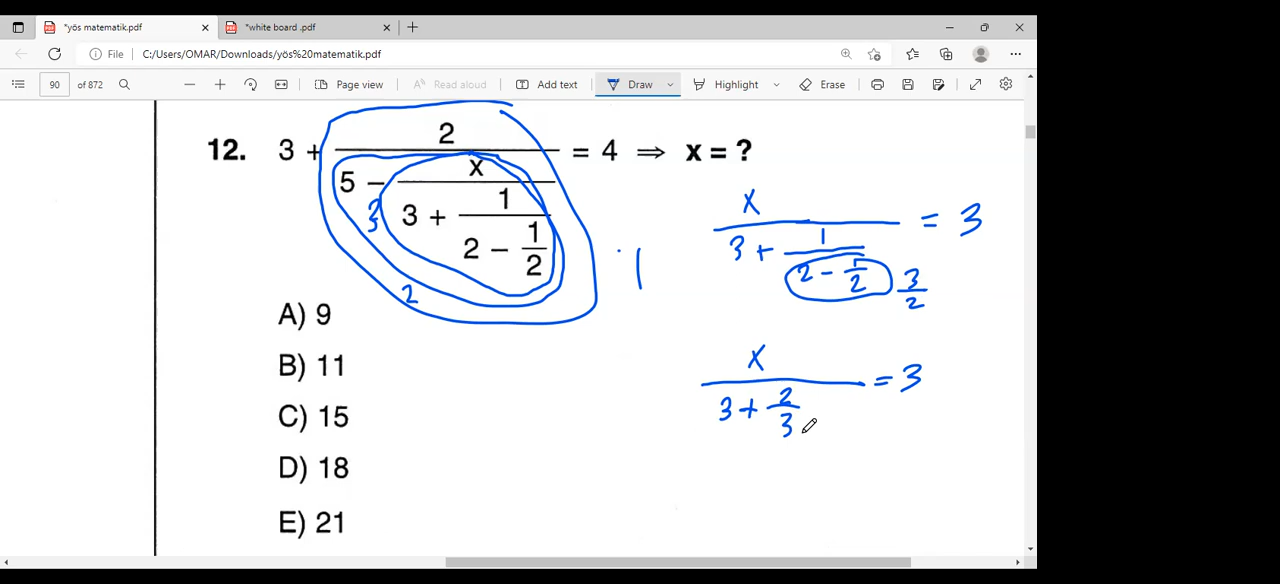 *yös matematik.pdf
*white board .pdf
File C:/Users/OMAR/Downloads/yös%20matematik.pdf
90 of 872 Page view Read aloud Add text Draw Highlight Erase
12. 3 + 2/(5 - x/(3 + 1/(2 - 1/2))) = 4 ⇒ x = ?
3
2
1
x/(3 + 1/(2 - 1/2)) = 3
3/2
x/(3 + 2/3) = 3
A) 9
B) 11
C) 15
D) 18
E) 21